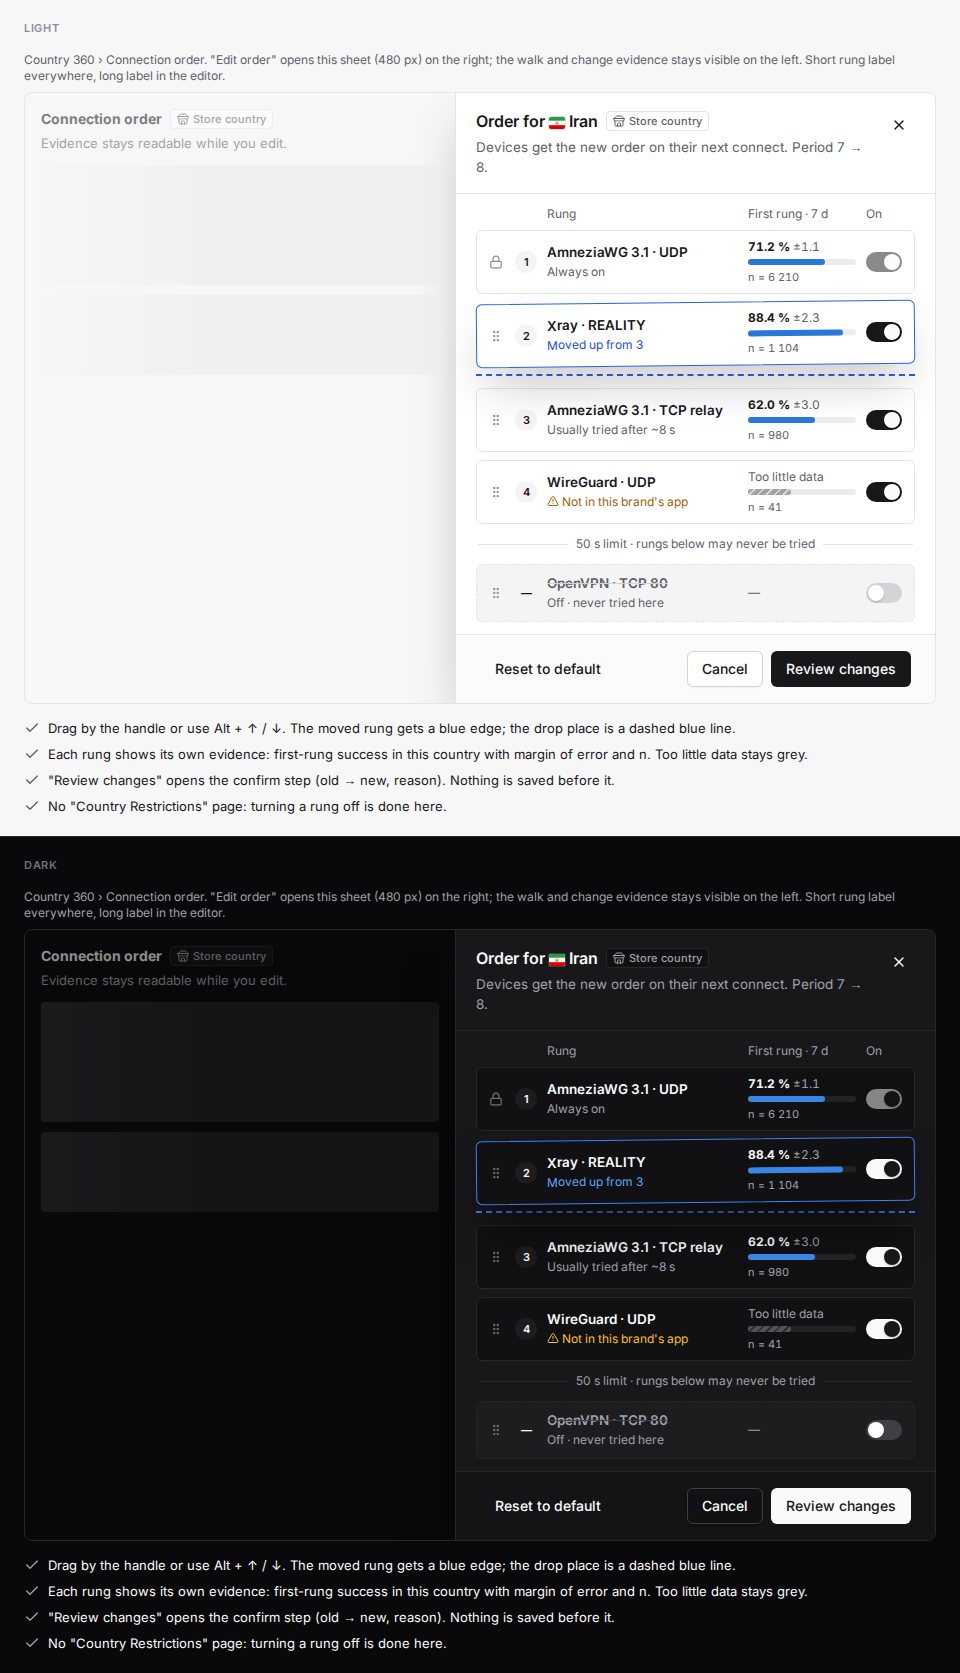 LIGHT
Country 360 › Connection order. "Edit order" opens this sheet (480 px) on the right; the walk and change evidence stays visible on the left. Short rung label
everywhere, long label in the editor.
Connection order Store country
Evidence stays readable while you edit.
Order for Iran Store country
Devices get the new order on their next connect. Period 7 →
8.
Rung First rung · 7 d On
1 AmneziaWG 3.1 · UDP 71.2 % ±1.1
Always on n = 6 210
2 Xray · REALITY 88.4 % ±2.3
Moved up from 3 n = 1 104
3 AmneziaWG 3.1 · TCP relay 62.0 % ±3.0
Usually tried after ~8 s n = 980
4 WireGuard · UDP Too little data
Not in this brand's app n = 41
50 s limit · rungs below may never be tried
— OpenVPN · TCP 80 —
Off · never tried here
Reset to default Cancel Review changes
Drag by the handle or use Alt + ↑ / ↓. The moved rung gets a blue edge; the drop place is a dashed blue line.
Each rung shows its own evidence: first-rung success in this country with margin of error and n. Too little data stays grey.
"Review changes" opens the confirm step (old → new, reason). Nothing is saved before it.
No "Country Restrictions" page: turning a rung off is done here.
DARK
Country 360 › Connection order. "Edit order" opens this sheet (480 px) on the right; the walk and change evidence stays visible on the left. Short rung label
everywhere, long label in the editor.
Connection order Store country
Evidence stays readable while you edit.
Order for Iran Store country
Devices get the new order on their next connect. Period 7 →
8.
Rung First rung · 7 d On
1 AmneziaWG 3.1 · UDP 71.2 % ±1.1
Always on n = 6 210
2 Xray · REALITY 88.4 % ±2.3
Moved up from 3 n = 1 104
3 AmneziaWG 3.1 · TCP relay 62.0 % ±3.0
Usually tried after ~8 s n = 980
4 WireGuard · UDP Too little data
Not in this brand's app n = 41
50 s limit · rungs below may never be tried
— OpenVPN · TCP 80 —
Off · never tried here
Reset to default Cancel Review changes
Drag by the handle or use Alt + ↑ / ↓. The moved rung gets a blue edge; the drop place is a dashed blue line.
Each rung shows its own evidence: first-rung success in this country with margin of error and n. Too little data stays grey.
"Review changes" opens the confirm step (old → new, reason). Nothing is saved before it.
No "Country Restrictions" page: turning a rung off is done here.